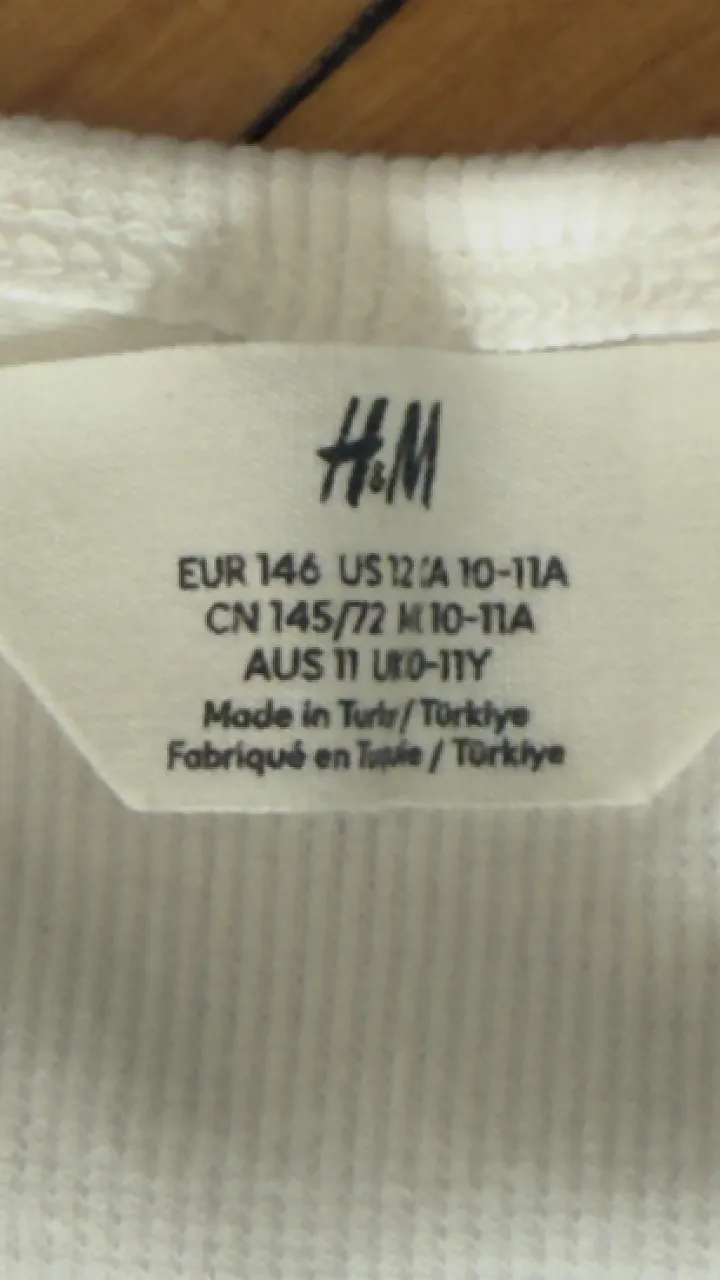 H&M
EUR 146 US 12 10-11A
CN 145/72 10-11A
AUS 11
Made in / Türkiye
Fabriqué en / Türkiye